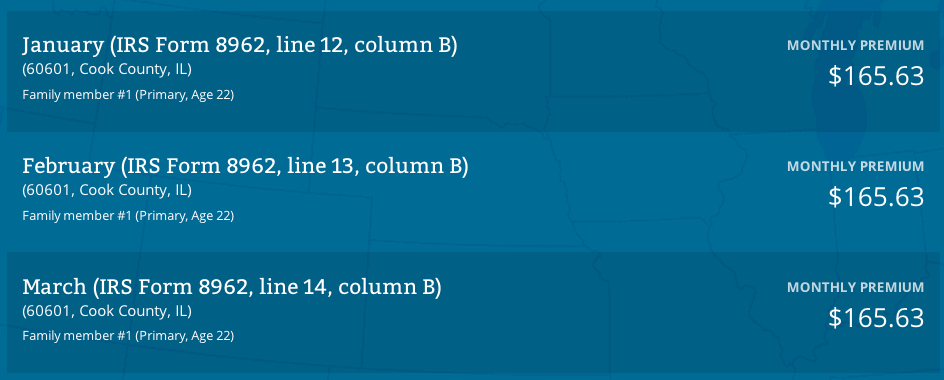 January (IRS Form 8962, line 12, column B)
(60601, Cook County, IL)
Family member #1 (Primary, Age 22)
MONTHLY PREMIUM
$165.63
February (IRS Form 8962, line 13, column B)
(60601, Cook County, IL)
Family member #1 (Primary, Age 22)
MONTHLY PREMIUM
$165.63
March (IRS Form 8962, line 14, column B)
(60601, Cook County, IL)
Family member #1 (Primary, Age 22)
MONTHLY PREMIUM
$165.63